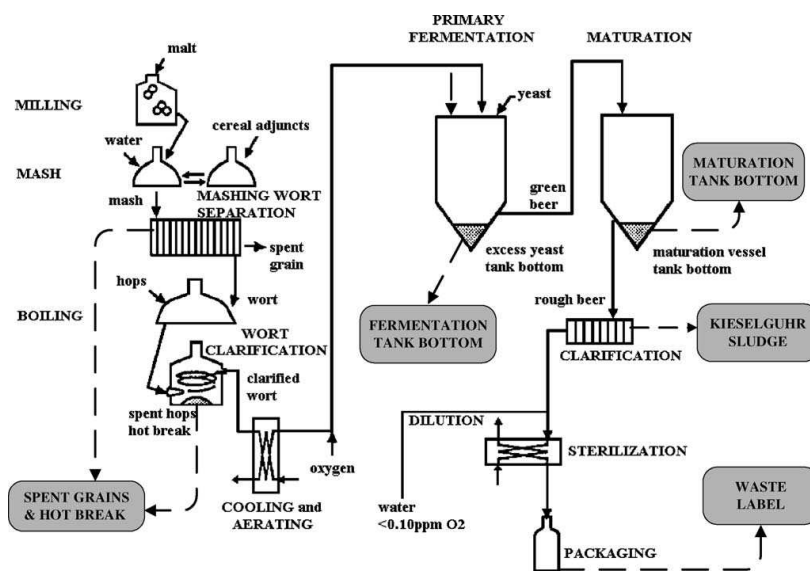 malt
MILLING
water
cereal adjuncts
MASH
mash
MASHING WORT
SEPARATION
spent
grain
hops
wort
BOILING
WORT
CLARIFICATION
clarified
wort
spent hops
hot break
SPENT GRAINS
& HOT BREAK
COOLING and
AERATING
oxygen
PRIMARY
FERMENTATION
yeast
green
beer
excess yeast
tank bottom
FERMENTATION
TANK BOTTOM
MATURATION
MATURATION
TANK BOTTOM
maturation vessel
tank bottom
rough beer
CLARIFICATION
KIESELGUHR
SLUDGE
DILUTION
STERILIZATION
water
<0.10ppm O2
PACKAGING
WASTE
LABEL